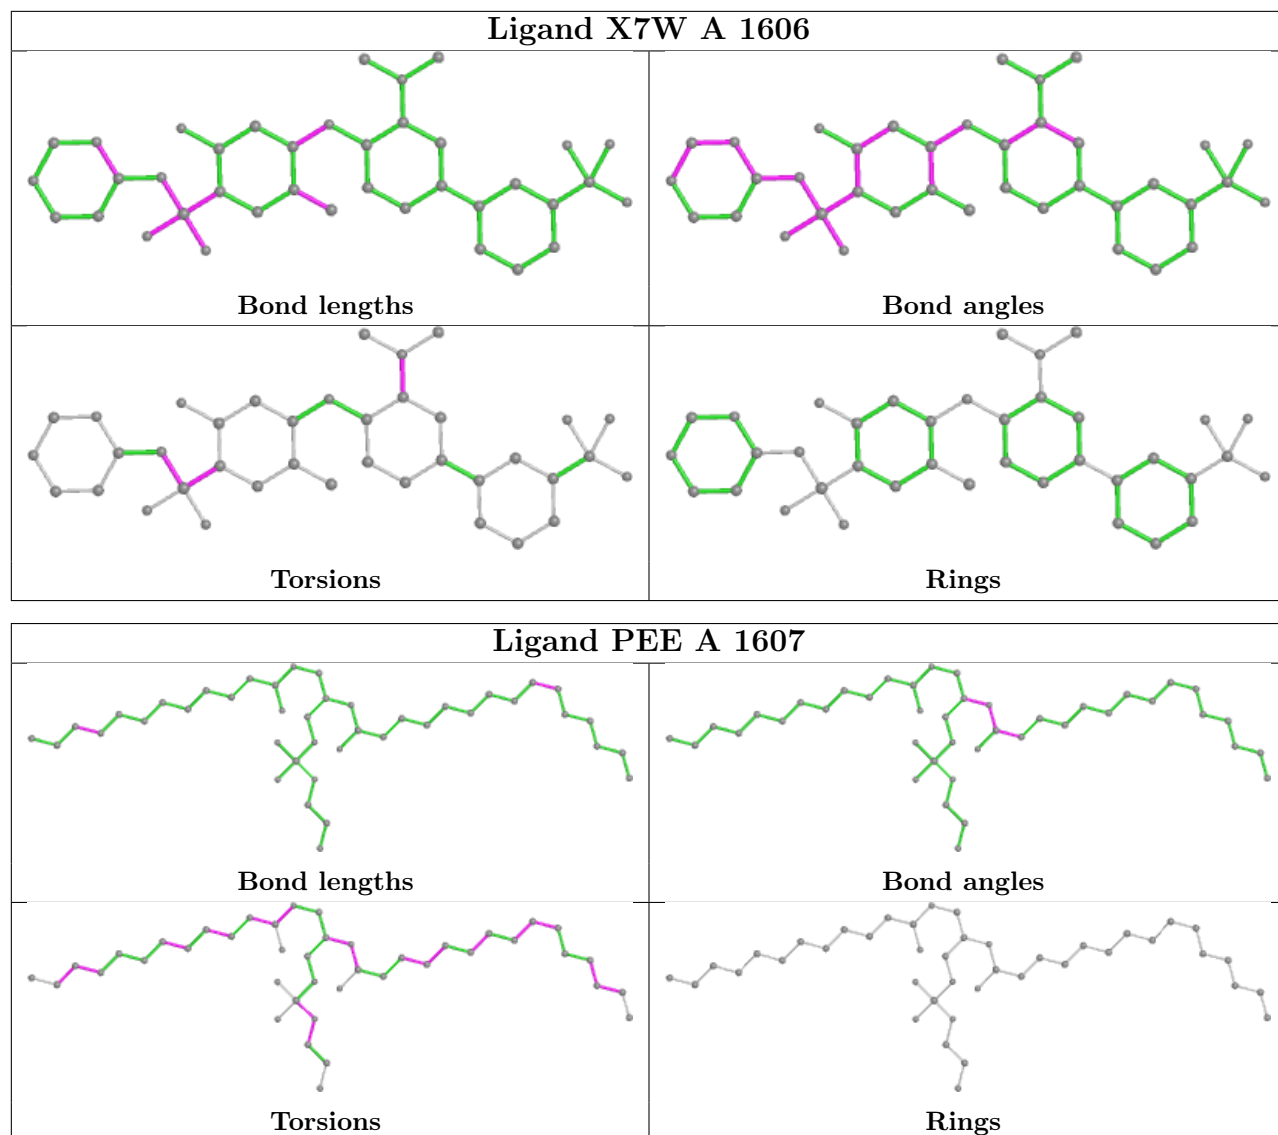 Ligand X7W A 1606
Bond lengths
Bond angles
Torsions
Rings
Ligand PEE A 1607
Bond lengths
Bond angles
Torsions
Rings